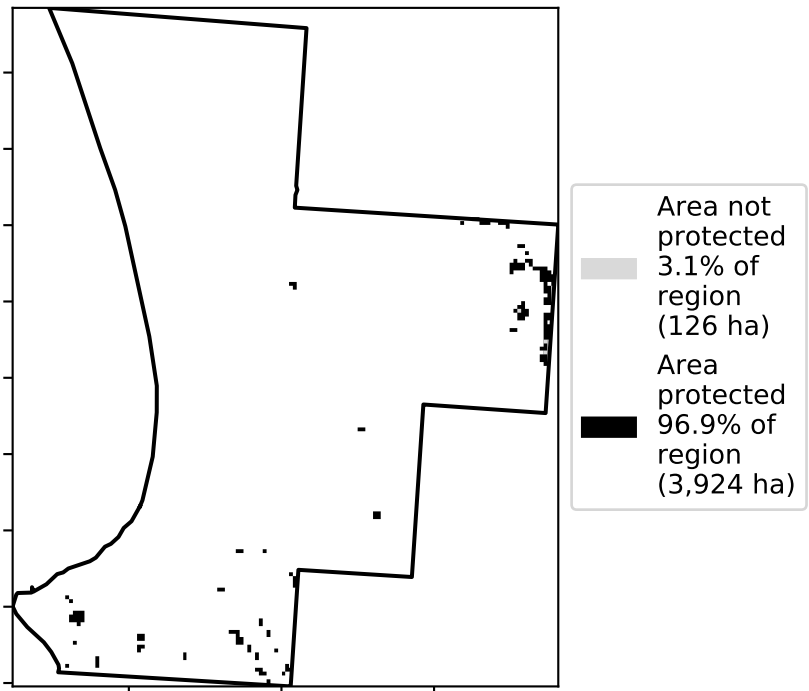 Area not
protected
3.1% of
region
(126 ha)
Area
protected
96.9% of
region
(3,924 ha)